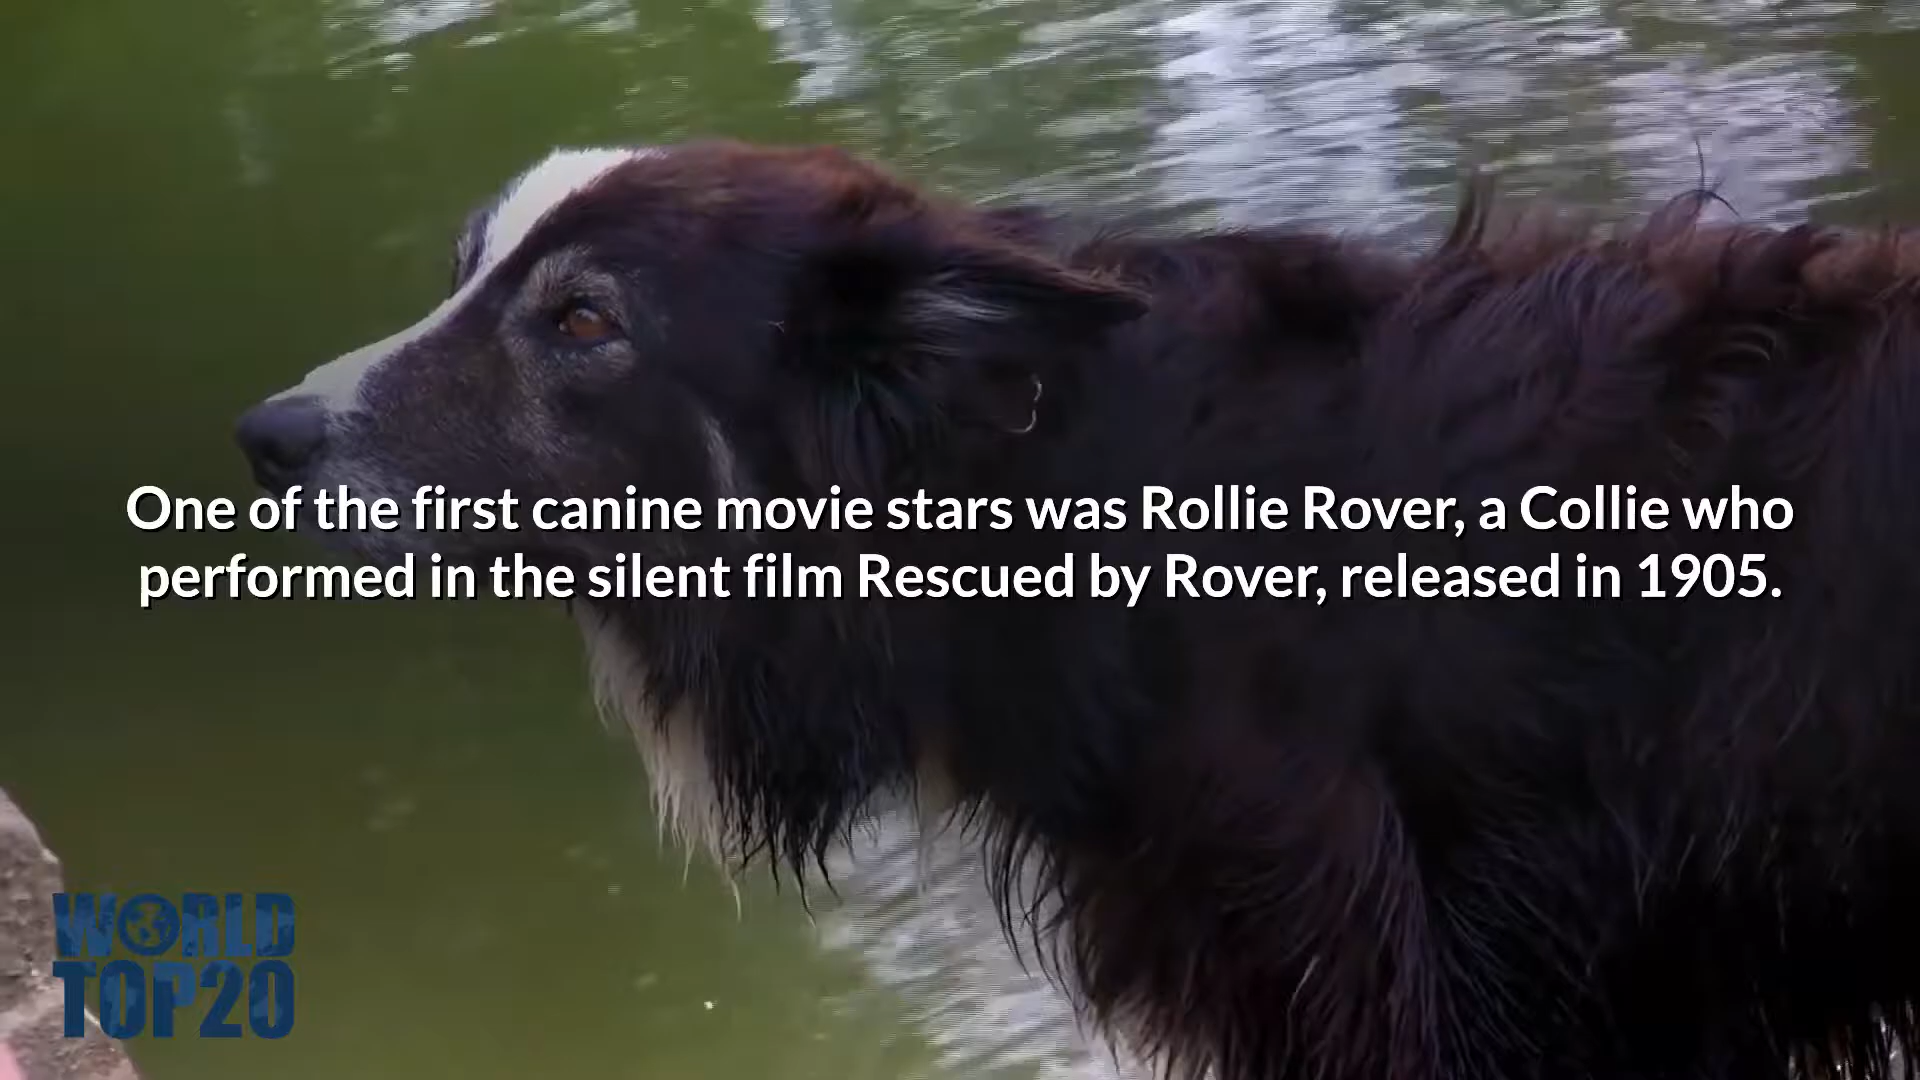 One of the first canine movie stars was Rollie Rover, a Collie who
performed in the silent film Rescued by Rover, released in 1905.
WORLD
TOP20